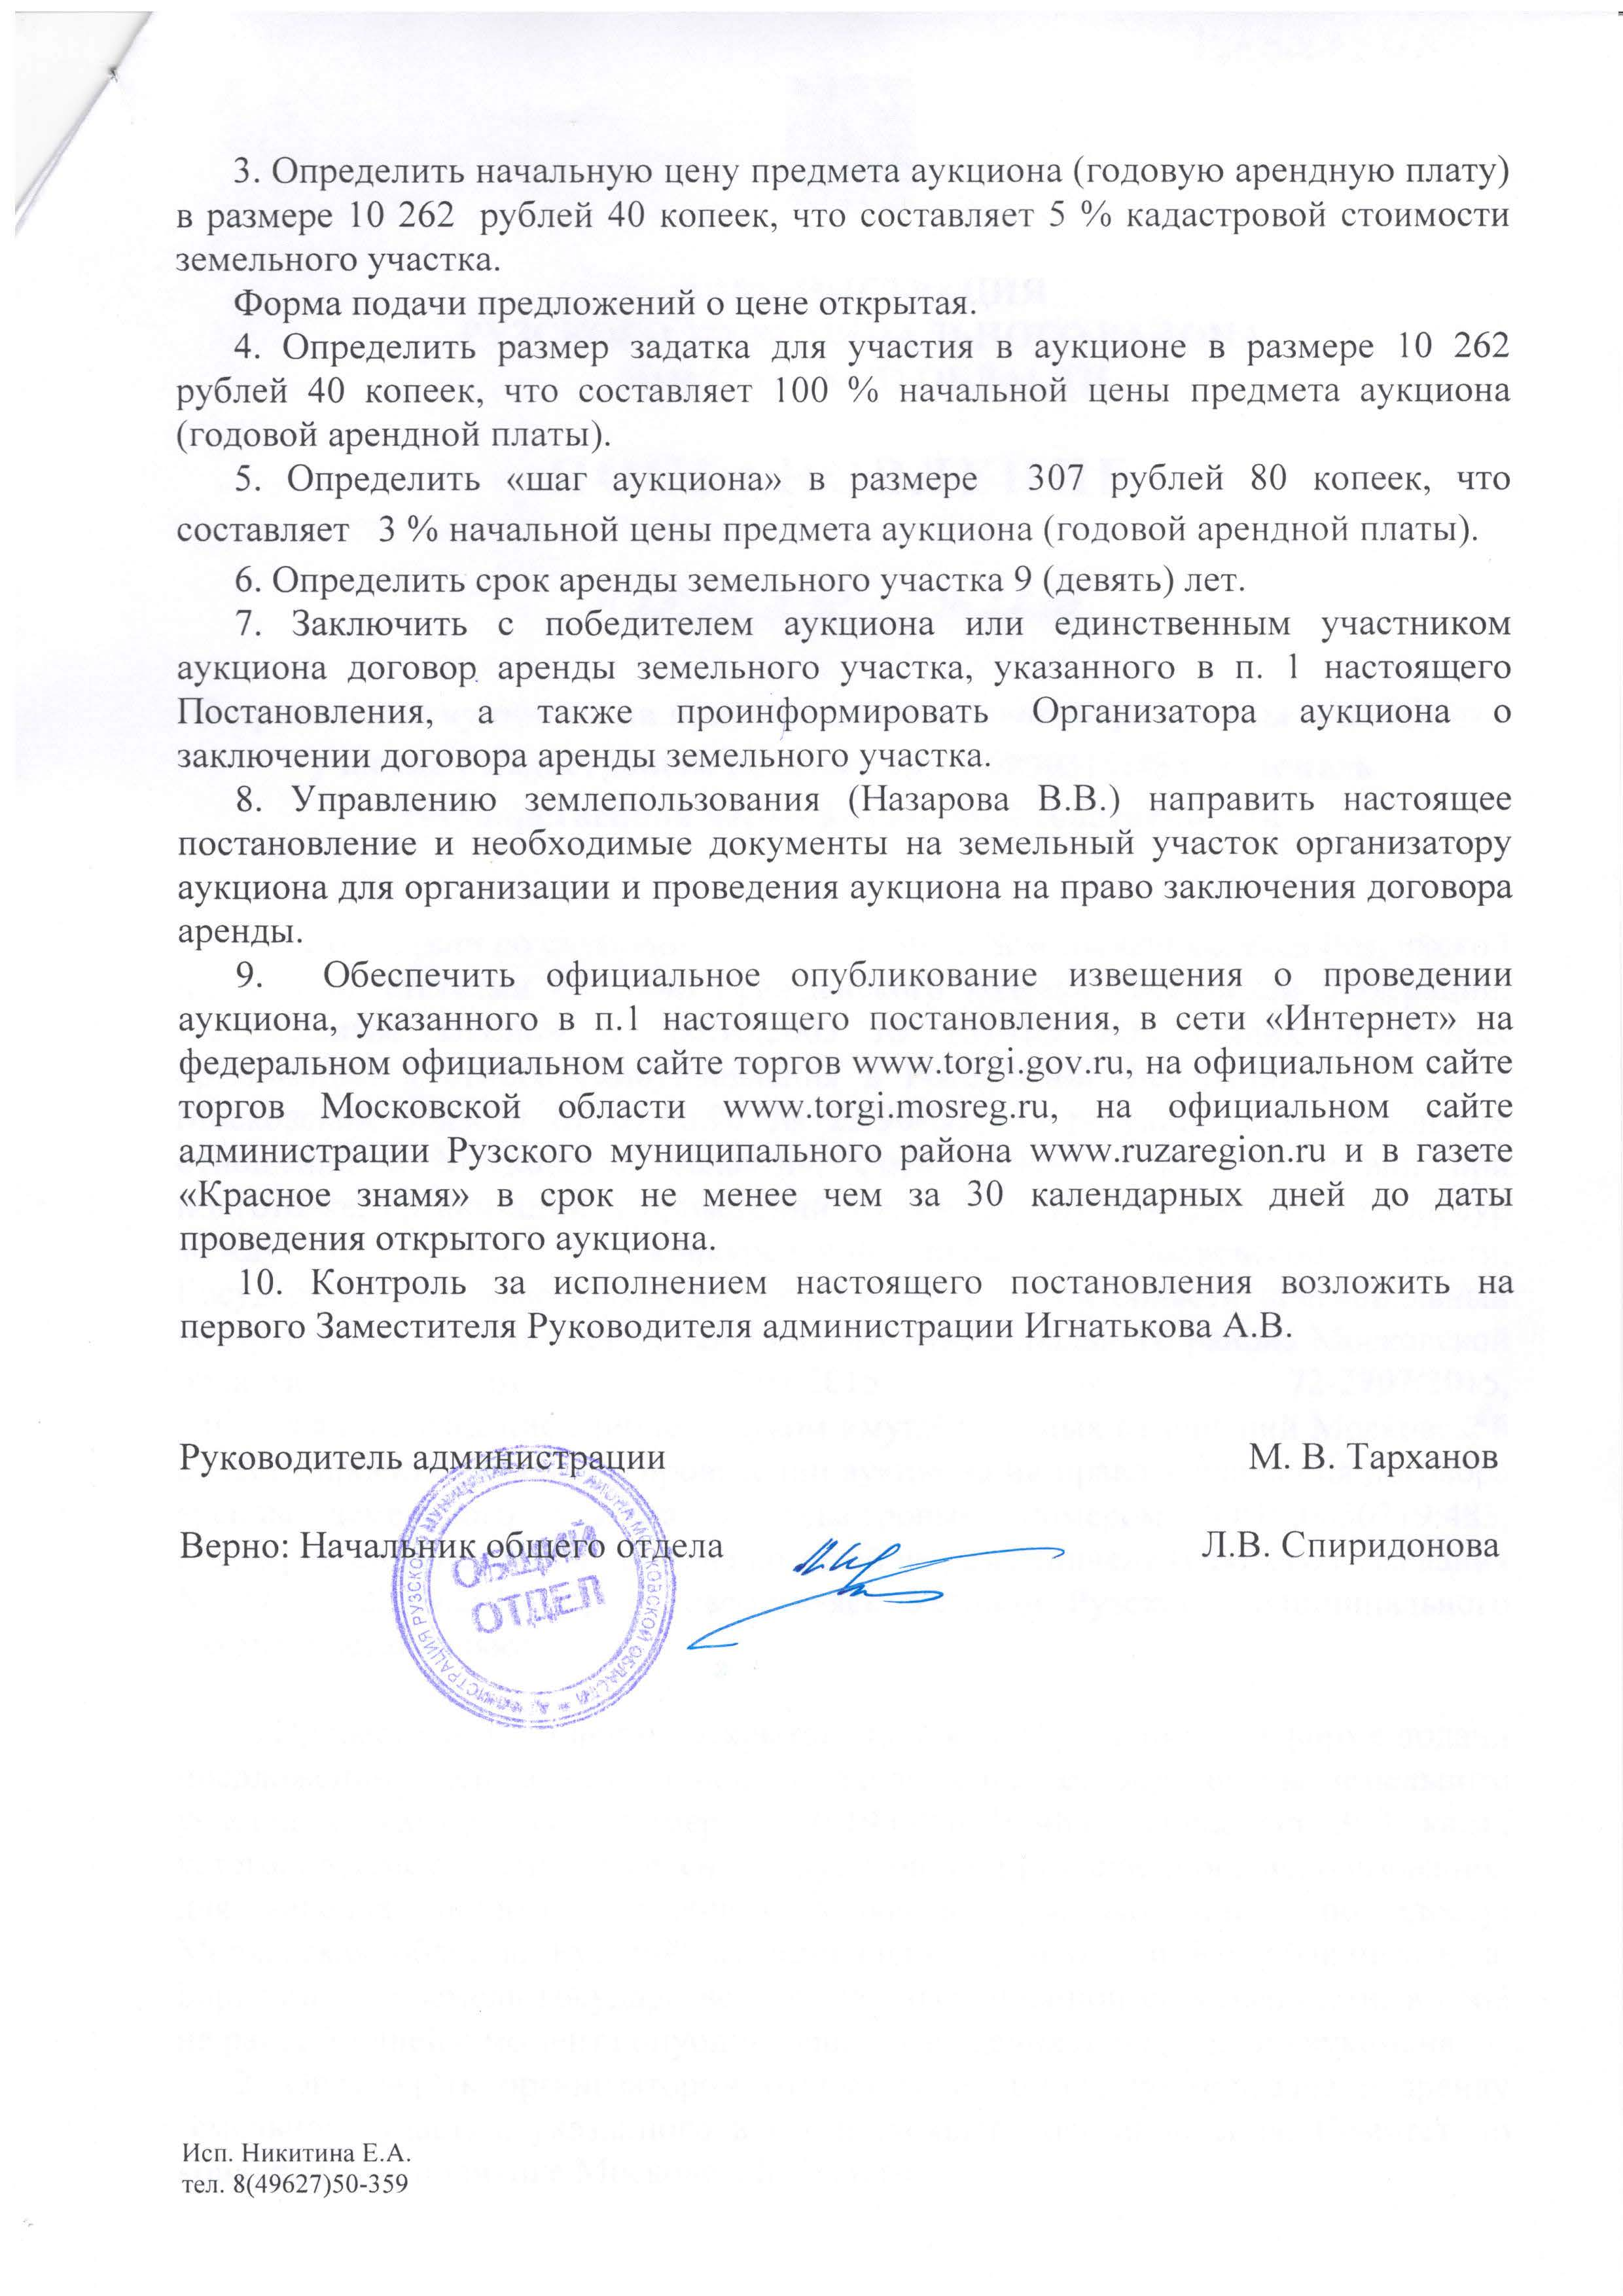 3. Определить начальную цену предмета аукциона (годовую арендную плату)
в размере 10 262 рублей 40 копеек, что составляет 5 % кадастровой стоимости
земельного участка.
Форма подачи предложений о цене открытая.
4. Определить размер задатка для участия в аукционе в размере 10 262
рублей 40 копеек, что составляет 100 % начальной цены предмета аукциона
(годовой арендной платы).
5. Определить «шаг аукциона» в размере 307 рублей 80 копеек, что
составляет 3 % начальной цены предмета аукциона (годовой арендной платы).
6. Определить срок аренды земельного участка 9 (девять) лет.
7. Заключить с победителем аукциона или единственным участником
аукциона договор аренды земельного участка, указанного в п. 1 настоящего
Постановления, а также проинформировать Организатора аукциона о
заключении договора аренды земельного участка.
8. Управлению землепользования (Назарова В.В.) направить настоящее
постановление и необходимые документы на земельный участок организатору
аукциона для организации и проведения аукциона на право заключения договора
аренды.
9. Обеспечить официальное опубликование извещения о проведении
аукциона, указанного в п.1 настоящего постановления, в сети «Интернет» на
федеральном официальном сайте торгов www.torgi.gov.ru, на официальном сайте
торгов Московской области www.torgi.mosreg.ru, на официальном сайте
администрации Рузского муниципального района www.ruzaregion.ru и в газете
«Красное знамя» в срок не менее чем за 30 календарных дней до даты
проведения открытого аукциона.
10. Контроль за исполнением настоящего постановления возложить на
первого Заместителя Руководителя администрации Игнатькова А.В.
Руководитель администрации М. В. Тарханов
Верно: Начальник общего отдела Л.В. Спиридонова
АДМИНИСТРАЦИЯ РУЗСКОГО МУНИЦИПАЛЬНОГО РАЙОНА МОСКОВСКОЙ ОБЛАСТИ
ОБЩИЙ
ОТДЕЛ
Исп. Никитина Е.А.
тел. 8(49627)50-359